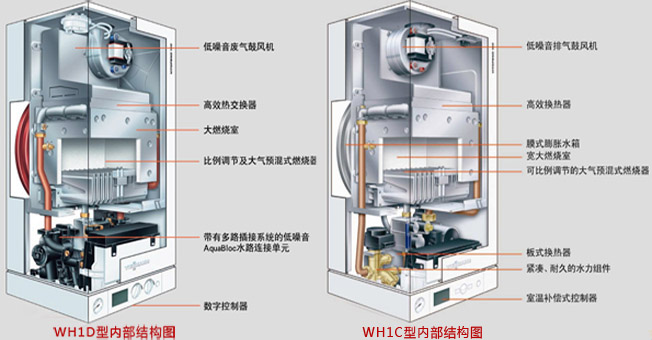 低噪音废气鼓风机
高效热交换器
大燃烧室
比例调节及大气预混式燃烧器
带有多路插接系统的低噪音
AquaBloc水路连接单元
数字控制器
WH1D型内部结构图
低噪音排气鼓风机
高效换热器
膜式膨胀水箱
宽大燃烧室
可比例调节的大气预混式燃烧器
板式换热器
紧凑、耐久的水力组件
室温补偿式控制器
WH1C型内部结构图